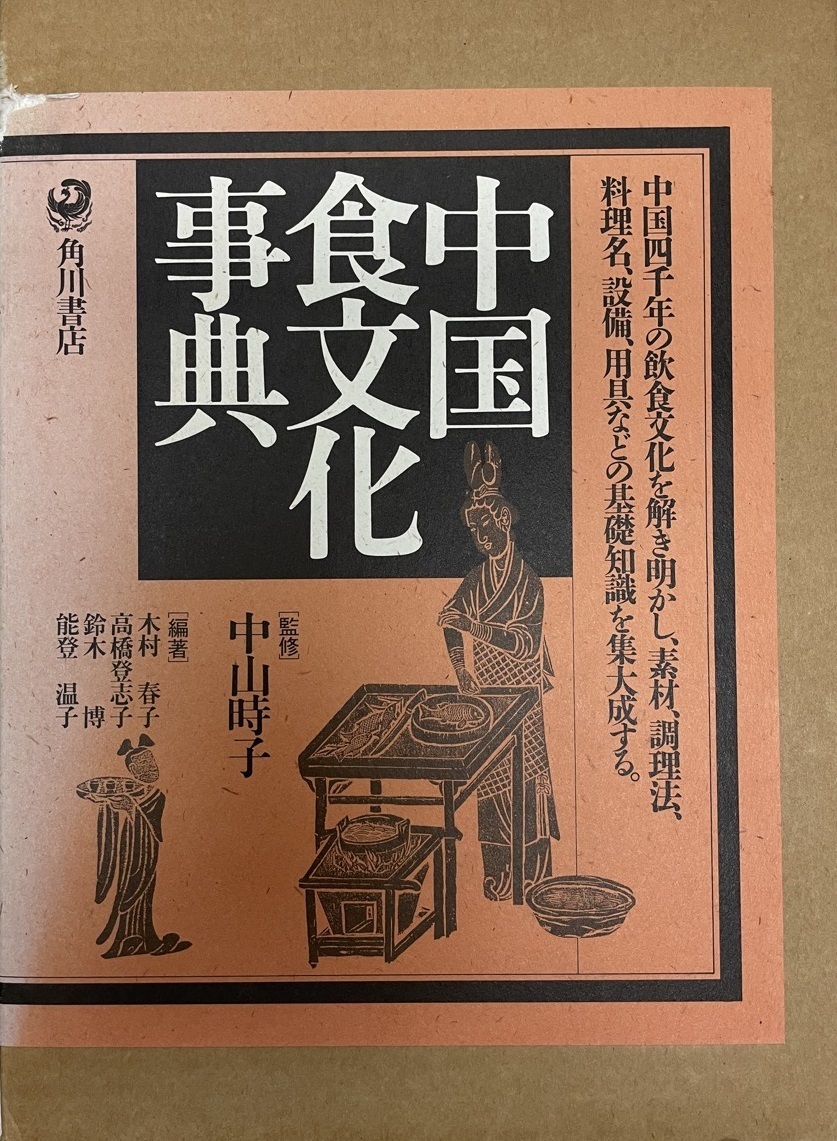 中国四千年の飲食文化を解き明かし、素材、調理法、
料理名、設備、用具などの基礎知識を集大成する。
中国
食文化
事典
[監修]
中山時子
[編著]
木村 春子
高橋登志子
鈴木 博
能登 温子
角川書店